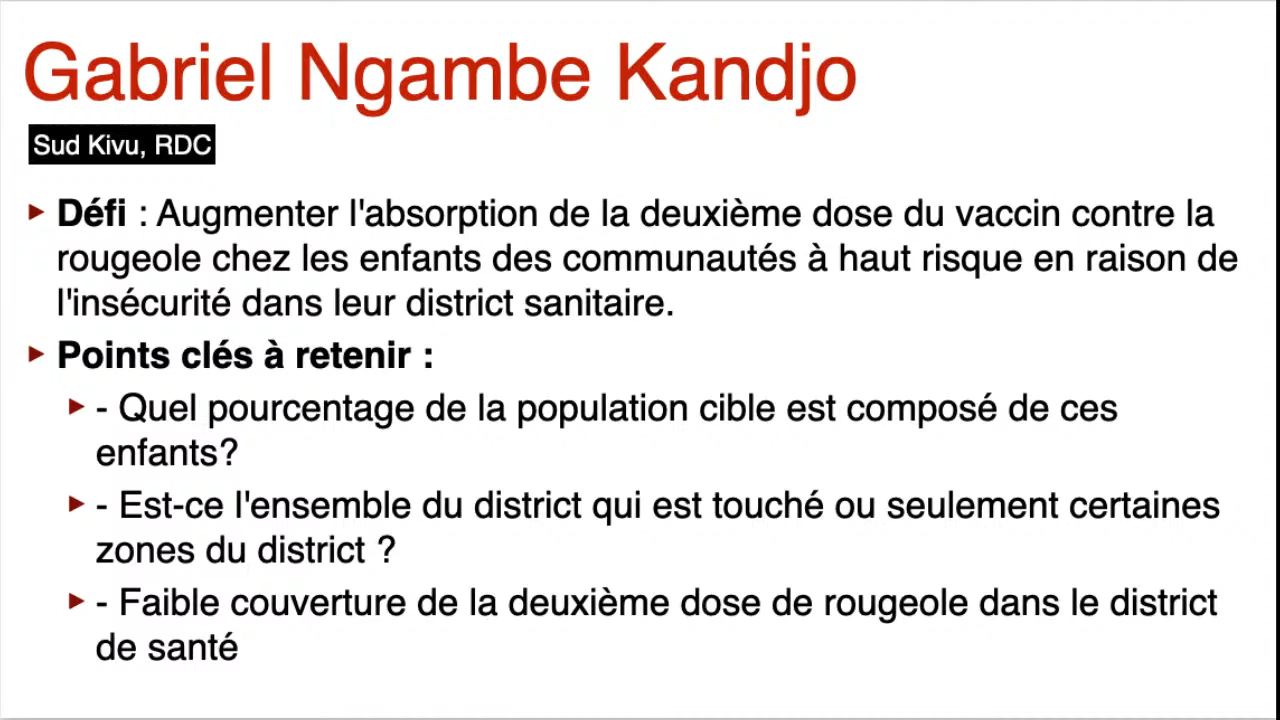 Gabriel Ngambe Kandjo
Sud Kivu, RDC
Défi : Augmenter l'absorption de la deuxième dose du vaccin contre la
rougeole chez les enfants des communautés à haut risque en raison de
l'insécurité dans leur district sanitaire.
Points clés à retenir :
- Quel pourcentage de la population cible est composé de ces
enfants?
- Est-ce l'ensemble du district qui est touché ou seulement certaines
zones du district ?
- Faible couverture de la deuxième dose de rougeole dans le district
de santé